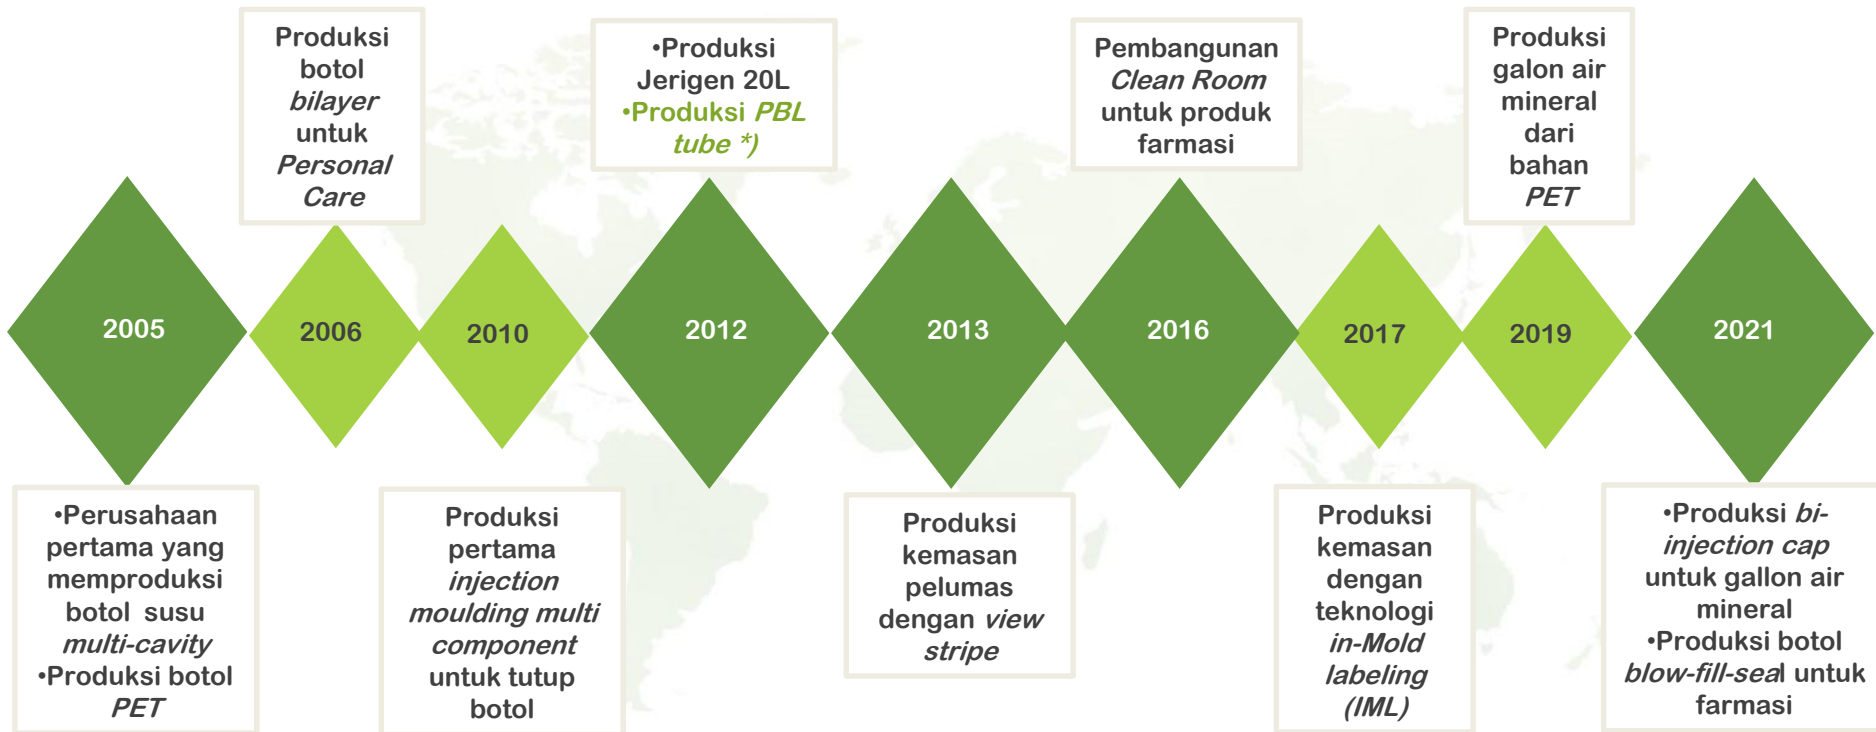 Produksi
botol
bilayer
untuk
Personal
Care
•Produksi
Jerigen 20L
•Produksi PBL
tube *)
Pembangunan
Clean Room
untuk produk
farmasi
Produksi
galon air
mineral
dari
bahan
PET
2005
2006
2010
2012
2013
2016
2017
2019
2021
•Perusahaan
pertama yang
memproduksi
botol susu
multi-cavity
•Produksi botol
PET
Produksi
pertama
injection
moulding multi
component
untuk tutup
botol
Produksi
kemasan
pelumas
dengan view
stripe
Produksi
kemasan
dengan
teknologi
in-Mold
labeling
(IML)
•Produksi bi-
injection cap
untuk gallon air
mineral
•Produksi botol
blow-fill-seal untuk
farmasi